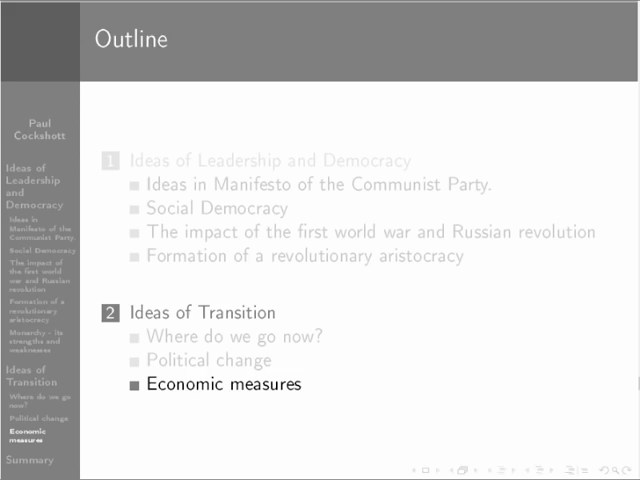 Outline
Paul
Cockshott
Ideas of
Leadership
and
Democracy
Ideas in
Manifesto of the
Communist Party.
Social Democracy
The impact of
the first world
war and Russian
revolution
Formation of a
revolutionary
aristocracy
Monarchy - its
strengths and
weaknesses
Ideas of
Transition
Where do we go
now?
Political change
Economic
measures
Summary
1 Ideas of Leadership and Democracy
Ideas in Manifesto of the Communist Party.
Social Democracy
The impact of the first world war and Russian revolution
Formation of a revolutionary aristocracy
2 Ideas of Transition
Where do we go now?
Political change
Economic measures